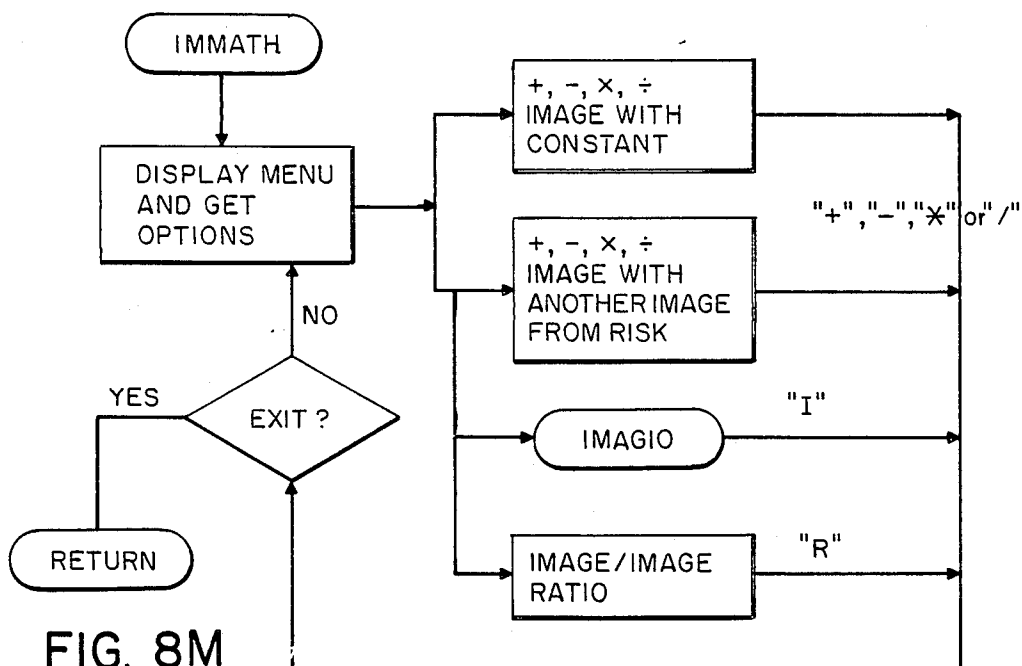 IMMATH
DISPLAY MENU
AND GET
OPTIONS
+, −, ×, ÷
IMAGE WITH
CONSTANT
+, −, ×, ÷
IMAGE WITH
ANOTHER IMAGE
FROM RISK
"+", "−", "*" or "/"
IMAGIO
"I"
IMAGE/IMAGE
RATIO
"R"
NO
YES
EXIT ?
RETURN
FIG. 8M